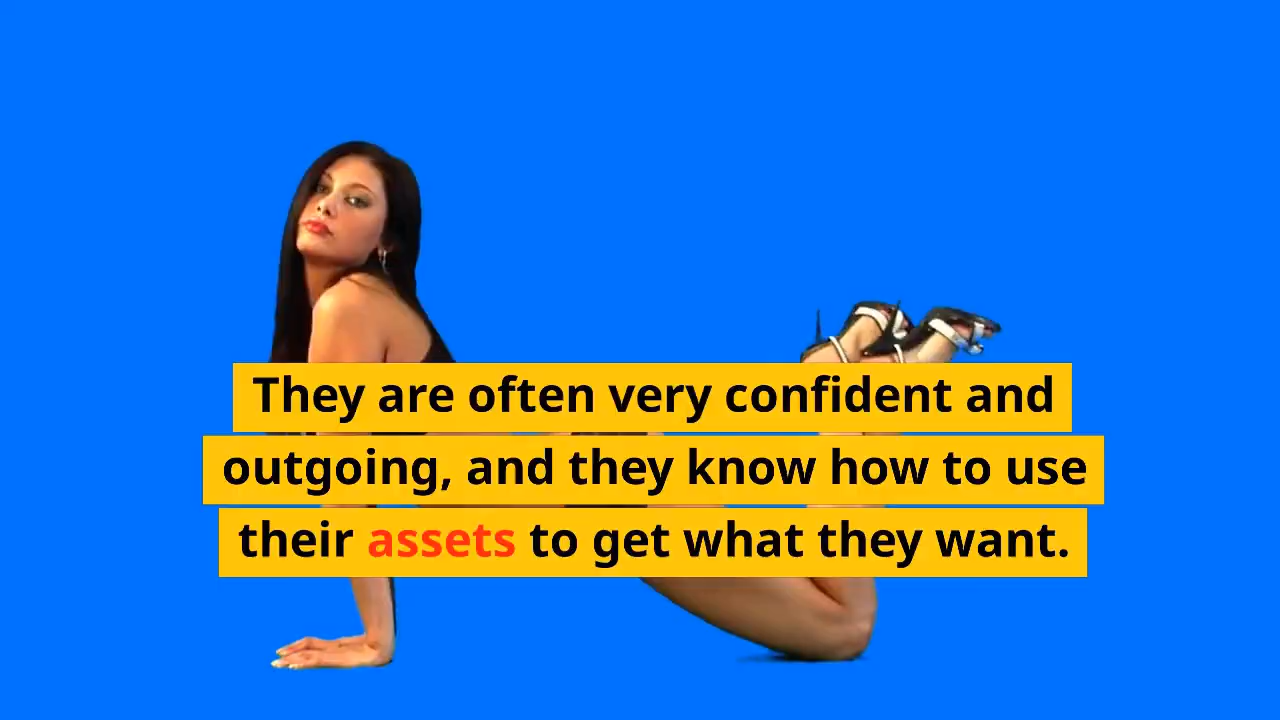 They are often very confident and
outgoing, and they know how to use
their assets to get what they want.